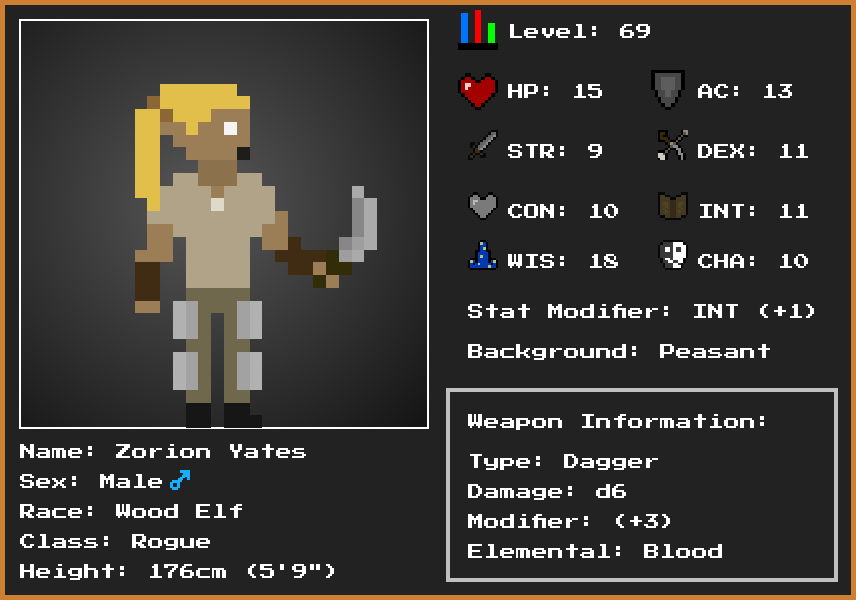 Level: 69
HP: 15 AC: 13
STR: 9 DEX: 11
CON: 10 INT: 11
WIS: 18 CHA: 10
Stat Modifier: INT (+1)
Background: Peasant
Weapon Information:
Type: Dagger
Damage: d6
Modifier: (+3)
Elemental: Blood
Name: Zorion Yates
Sex: Male♂
Race: Wood Elf
Class: Rogue
Height: 176cm (5'9")